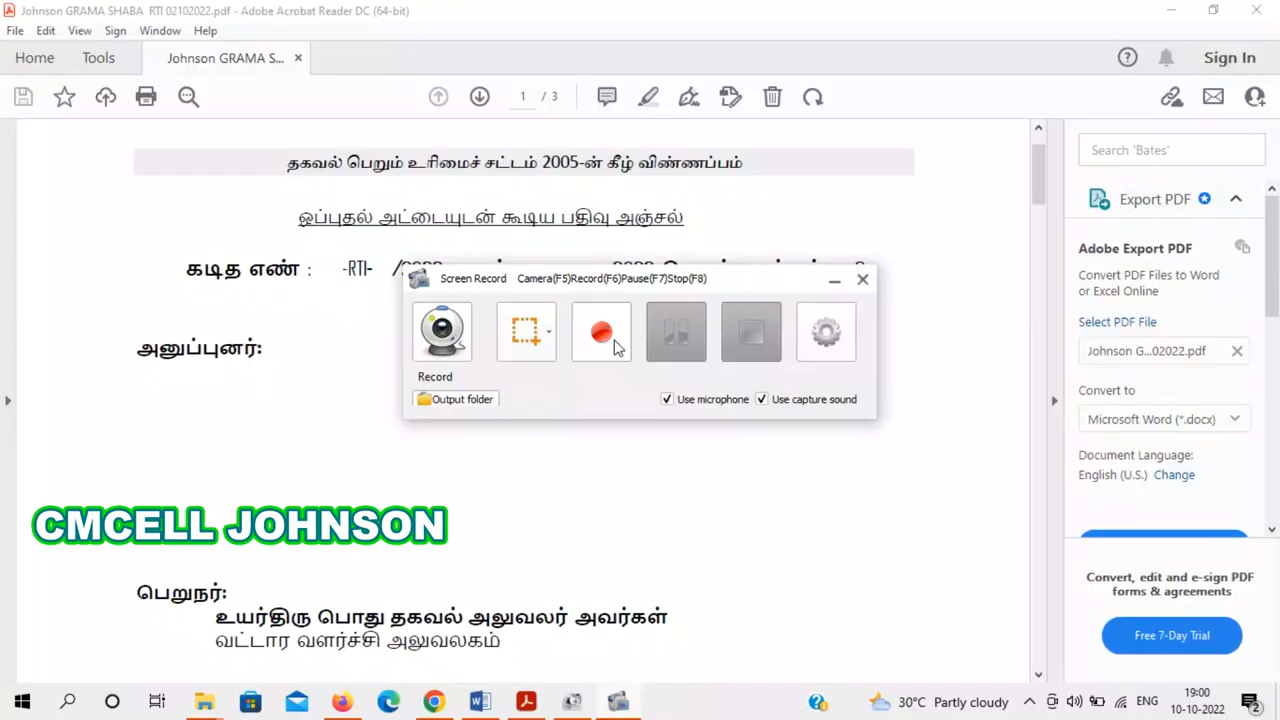 Johnson GRAMA SHABA RTI 02102022.pdf - Adobe Acrobat Reader DC (64-bit)
File Edit View Sign Window Help
Home Tools Johnson GRAMA S... Sign In
1 / 3
Search 'Bates'
தகவல் பெறும் உரிமைச் சட்டம் 2005-ன் கீழ் விண்ணப்பம்
Export PDF
ஒப்புதல் அட்டையுடன் கூடிய பதிவு அஞ்சல்
Adobe Export PDF
Convert PDF Files to Word
or Excel Online
கடித எண் : -RTI-
Screen Record Camera(F5)Record(F6)Pause(F7)Stop(F8)
Select PDF File
அனுப்புனர்:
Johnson G...02022.pdf
Record
Convert to
Output folder Use microphone Use capture sound
Microsoft Word (*.docx)
Document Language:
English (U.S.) Change
CMCELL JOHNSON
Convert, edit and e-sign PDF
forms & agreements
Free 7-Day Trial
பெறுநர்:
உயர்திரு பொது தகவல் அலுவலர் அவர்கள்
வட்டார வளர்ச்சி அலுவலகம்
30°C Partly cloudy ENG 19:00
10-10-2022 2